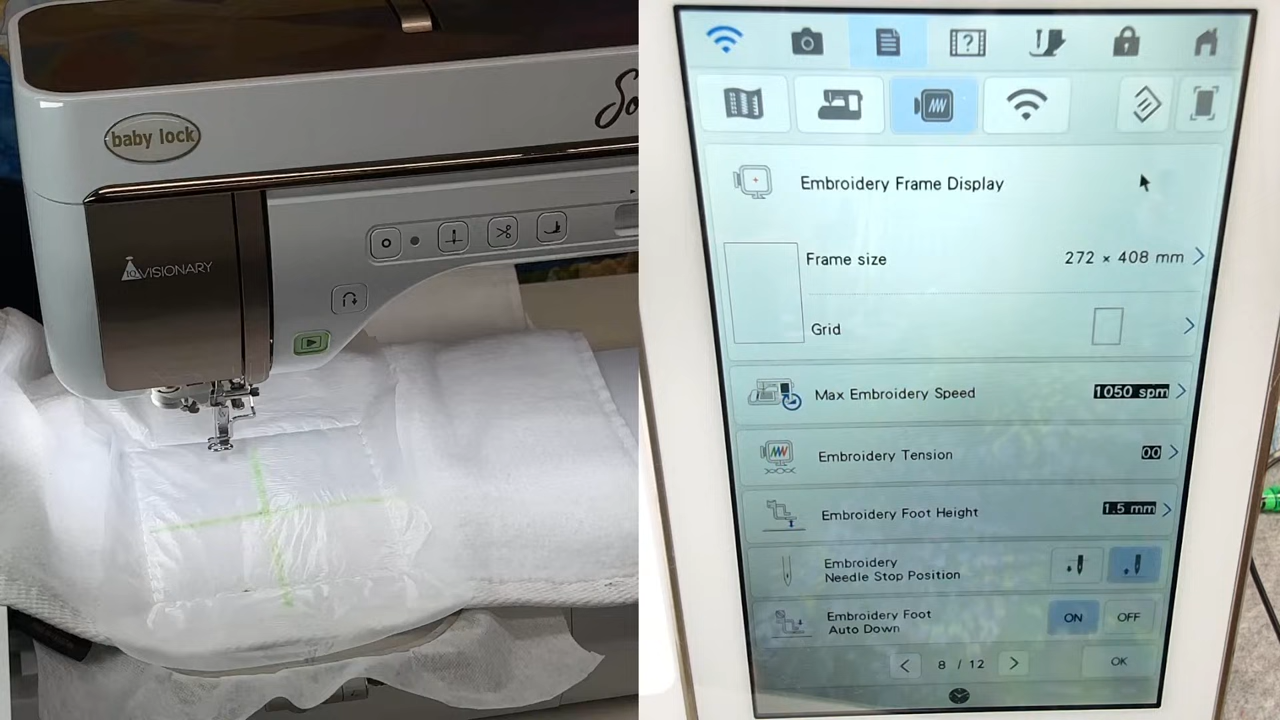 baby lock
So
IQ VISIONARY
Embroidery Frame Display
Frame size
272 × 408 mm
Grid
Max Embroidery Speed
1050 spm
Embroidery Tension
00
Embroidery Foot Height
1.5 mm
Embroidery
Needle Stop Position
Embroidery Foot
Auto Down
ON
OFF
8 / 12
OK